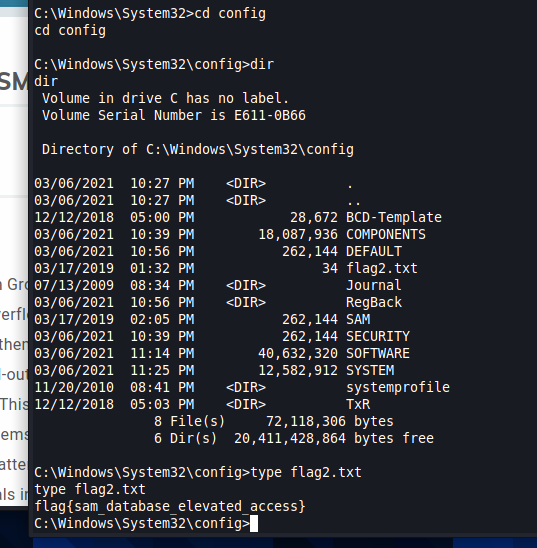 C:\Windows\System32>cd config
cd config
C:\Windows\System32\config>dir
dir
 Volume in drive C has no label.
 Volume Serial Number is E611-0B66
 Directory of C:\Windows\System32\config
03/06/2021  10:27 PM    <DIR>          .
03/06/2021  10:27 PM    <DIR>          ..
12/12/2018  05:00 PM            28,672 BCD-Template
03/06/2021  10:39 PM        18,087,936 COMPONENTS
03/06/2021  10:56 PM           262,144 DEFAULT
03/17/2019  01:32 PM                34 flag2.txt
07/13/2009  08:34 PM    <DIR>          Journal
03/06/2021  10:56 PM    <DIR>          RegBack
03/17/2019  02:05 PM           262,144 SAM
03/06/2021  10:39 PM           262,144 SECURITY
03/06/2021  11:14 PM        40,632,320 SOFTWARE
03/06/2021  11:25 PM        12,582,912 SYSTEM
11/20/2010  08:41 PM    <DIR>          systemprofile
12/12/2018  05:03 PM    <DIR>          TxR
               8 File(s)     72,118,306 bytes
               6 Dir(s)  20,411,428,864 bytes free
C:\Windows\System32\config>type flag2.txt
type flag2.txt
flag{sam_database_elevated_access}
C:\Windows\System32\config>